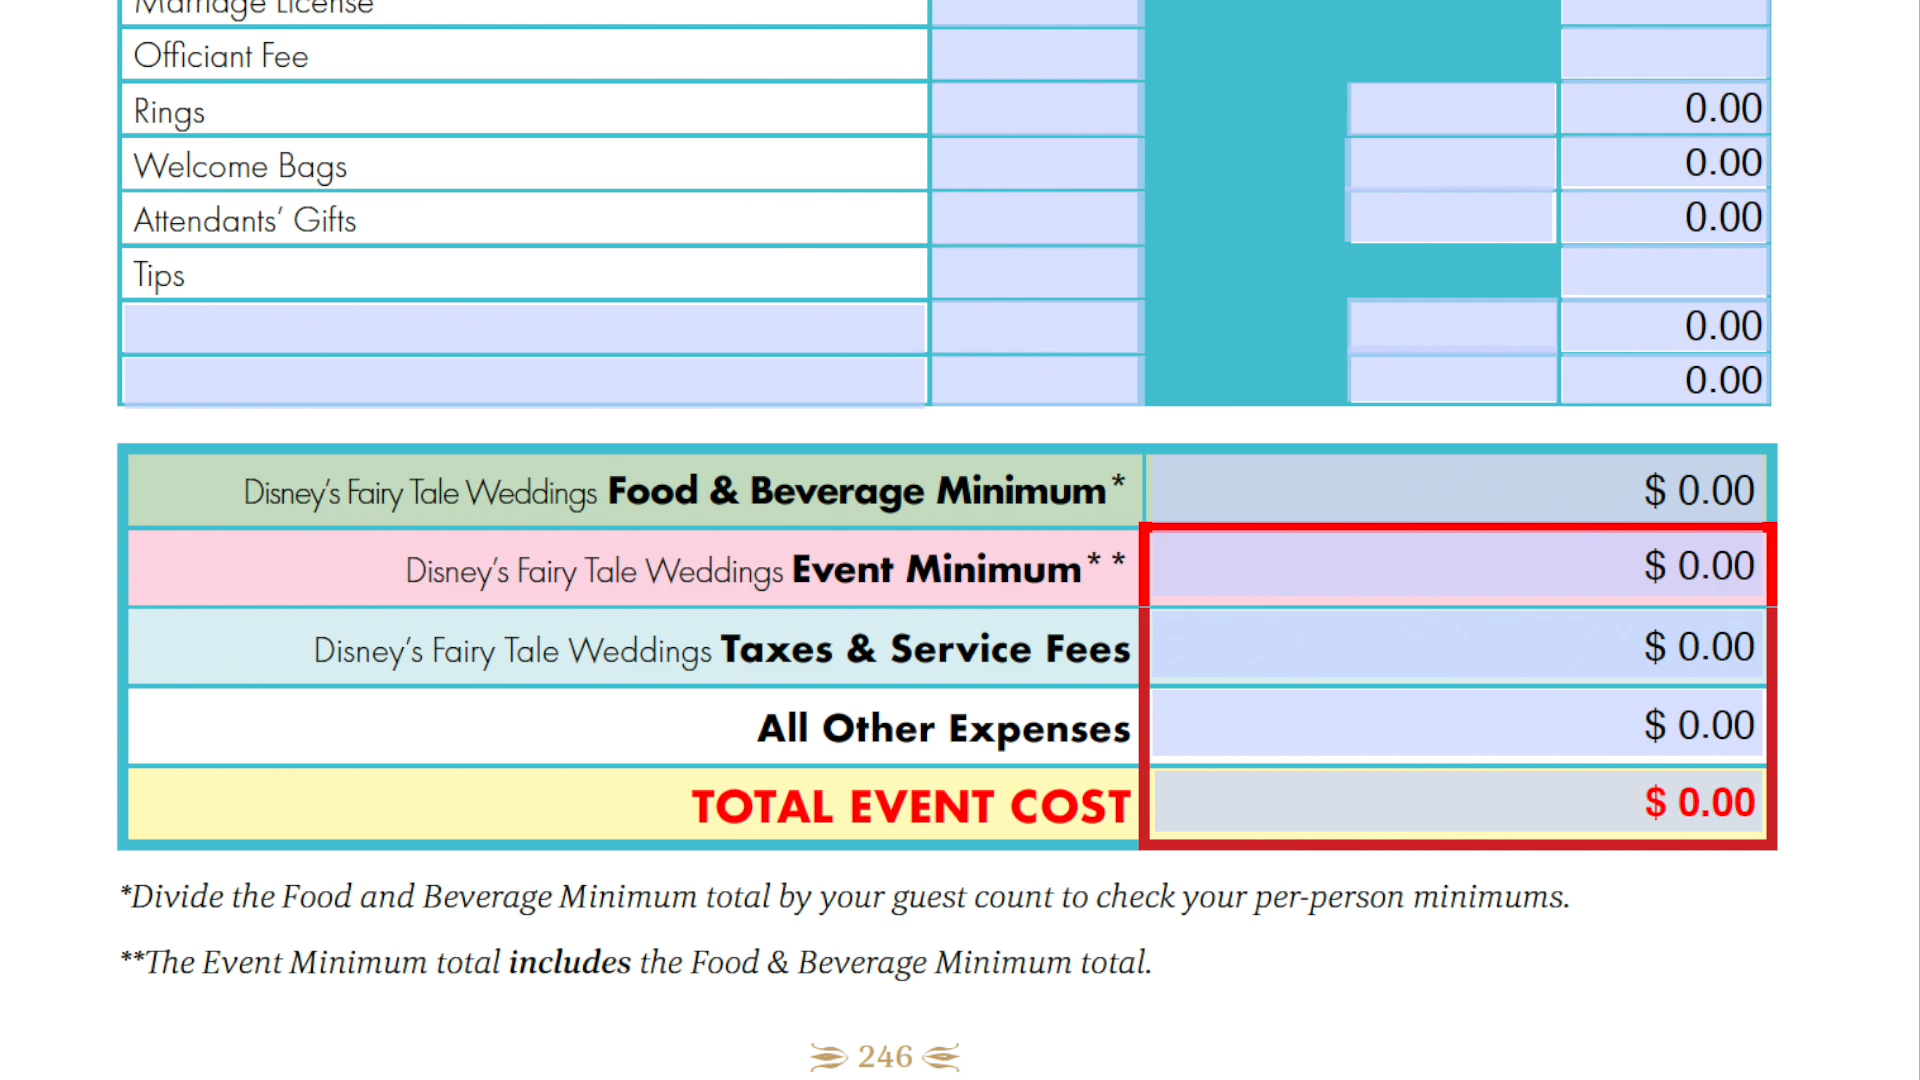 Marriage License
Officiant Fee
Rings 0.00
Welcome Bags 0.00
Attendants' Gifts 0.00
Tips
0.00
0.00
Disney's Fairy Tale Weddings Food & Beverage Minimum* $ 0.00
Disney's Fairy Tale Weddings Event Minimum** $ 0.00
Disney's Fairy Tale Weddings Taxes & Service Fees $ 0.00
All Other Expenses $ 0.00
TOTAL EVENT COST $ 0.00
*Divide the Food and Beverage Minimum total by your guest count to check your per-person minimums.
**The Event Minimum total includes the Food & Beverage Minimum total.
246